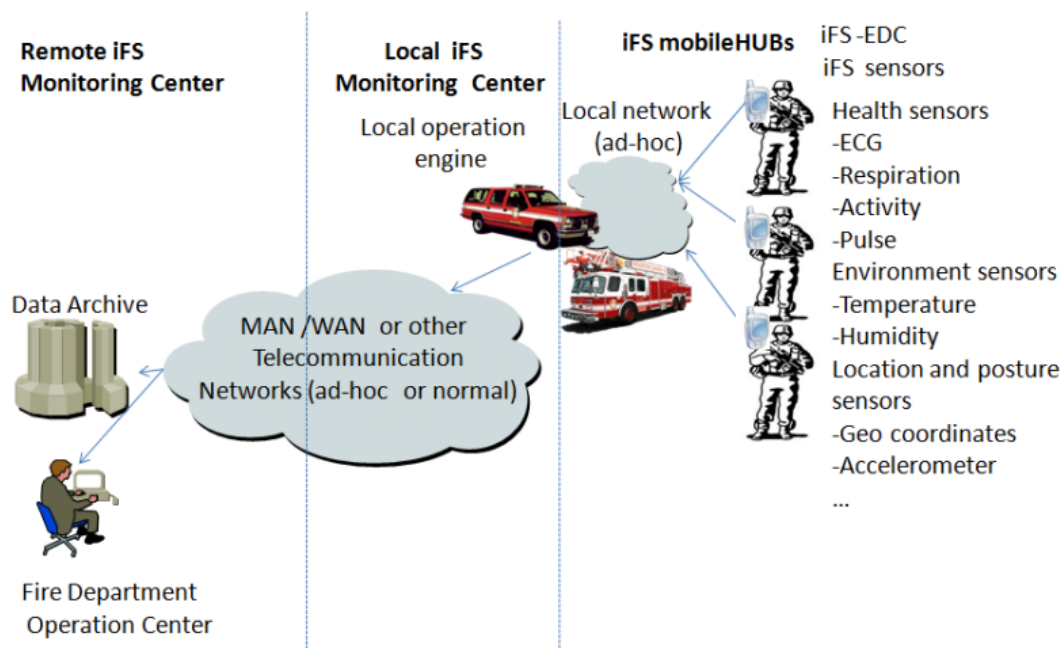 Remote iFS
Monitoring Center
Data Archive
Fire Department
Operation Center
Local iFS
Monitoring Center
Local operation
engine
MAN /WAN or other
Telecommunication
Networks (ad-hoc or normal)
iFS mobileHUBs
Local network
(ad-hoc)
iFS -EDC
iFS sensors
Health sensors
-ECG
-Respiration
-Activity
-Pulse
Environment sensors
-Temperature
-Humidity
Location and posture
sensors
-Geo coordinates
-Accelerometer
...